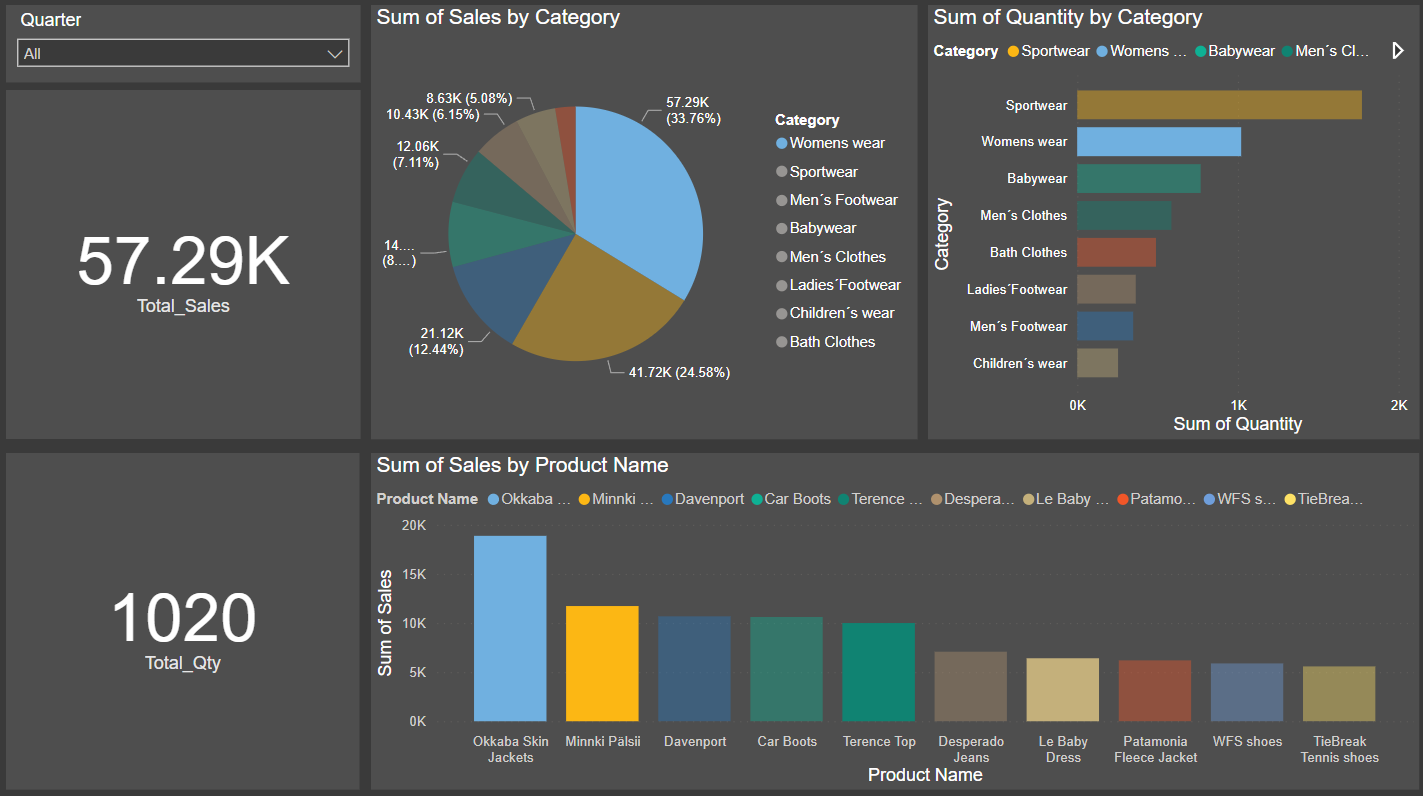 Quarter
All
57.29K
Total_Sales
1020
Total_Qty
Sum of Sales by Category
57.29K
(33.76%)
41.72K (24.58%)
21.12K
(12.44%)
14....
(8....)
12.06K
(7.11%)
10.43K (6.15%)
8.63K (5.08%)
Category
Womens wear
Sportwear
Men´s Footwear
Babywear
Men´s Clothes
Ladies´Footwear
Children´s wear
Bath Clothes
Sum of Quantity by Category
Category Sportwear Womens ... Babywear Men´s Cl...
Category
Sportwear
Womens wear
Babywear
Men´s Clothes
Bath Clothes
Ladies´Footwear
Men´s Footwear
Children´s wear
0K 1K 2K
Sum of Quantity
Sum of Sales by Product Name
Product Name Okkaba ... Minnki ... Davenport Car Boots Terence ... Despera... Le Baby ... Patamo... WFS s... TieBrea...
Sum of Sales
20K
15K
10K
5K
0K
Okkaba Skin
Jackets
Minnki Pälsii
Davenport
Car Boots
Terence Top
Desperado
Jeans
Le Baby
Dress
Patamonia
Fleece Jacket
WFS shoes
TieBreak
Tennis shoes
Product Name